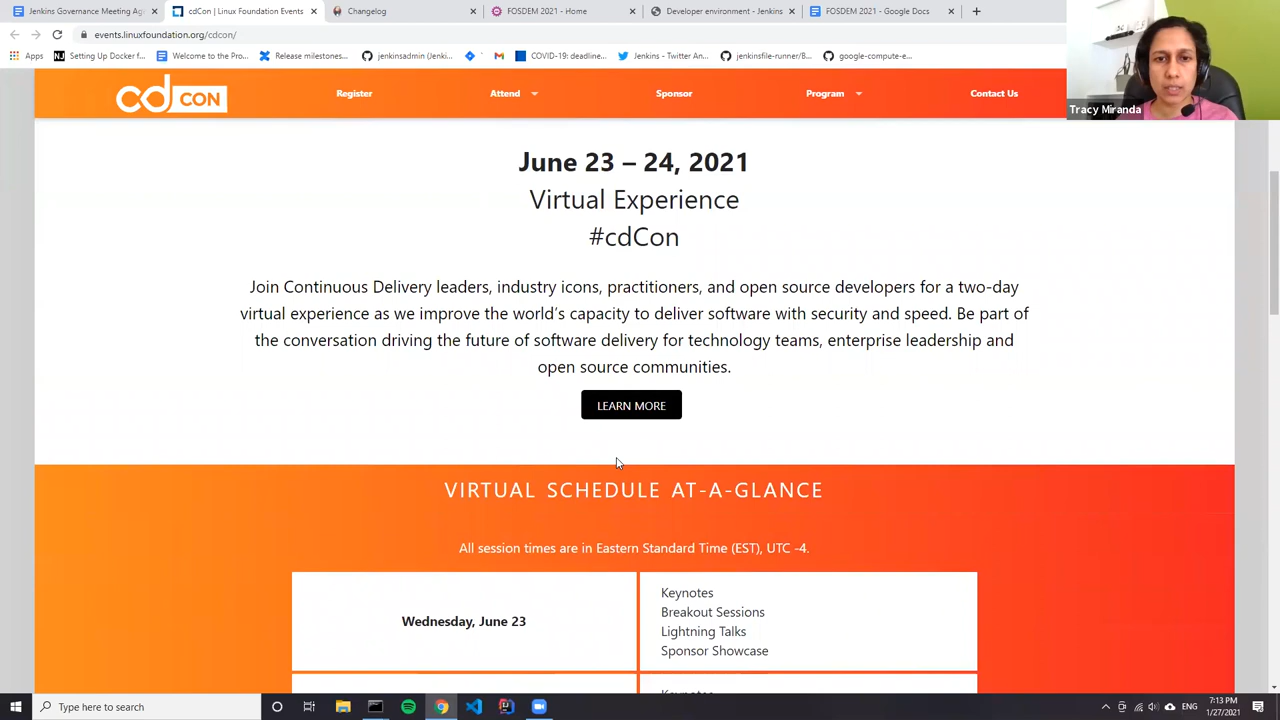 Jenkins Governance Meeting Ag
cdCon | Linux Foundation Events
Changelog
FOSDEM 2021 - Home
Developer environment - Jenkins
FOSDEM 2021 - Google Docs
events.linuxfoundation.org/cdcon/
Apps
Setting Up Docker f...
Welcome to the Pro...
Release milestones...
jenkinsadmin (Jenki...
COVID-19: deadline...
Jenkins - Twitter An...
jenkinsfile-runner/B...
google-compute-e...
Tracy Miranda
cd CON
Register
Attend
Sponsor
Program
Contact Us
June 23 – 24, 2021
Virtual Experience
#cdCon
Join Continuous Delivery leaders, industry icons, practitioners, and open source developers for a two-day
virtual experience as we improve the world's capacity to deliver software with security and speed. Be part of
the conversation driving the future of software delivery for technology teams, enterprise leadership and
open source communities.
LEARN MORE
VIRTUAL SCHEDULE AT-A-GLANCE
All session times are in Eastern Standard Time (EST), UTC -4.
Wednesday, June 23
Keynotes
Breakout Sessions
Lightning Talks
Sponsor Showcase
Keynotes
Type here to search
7:13 PM
1/27/2021